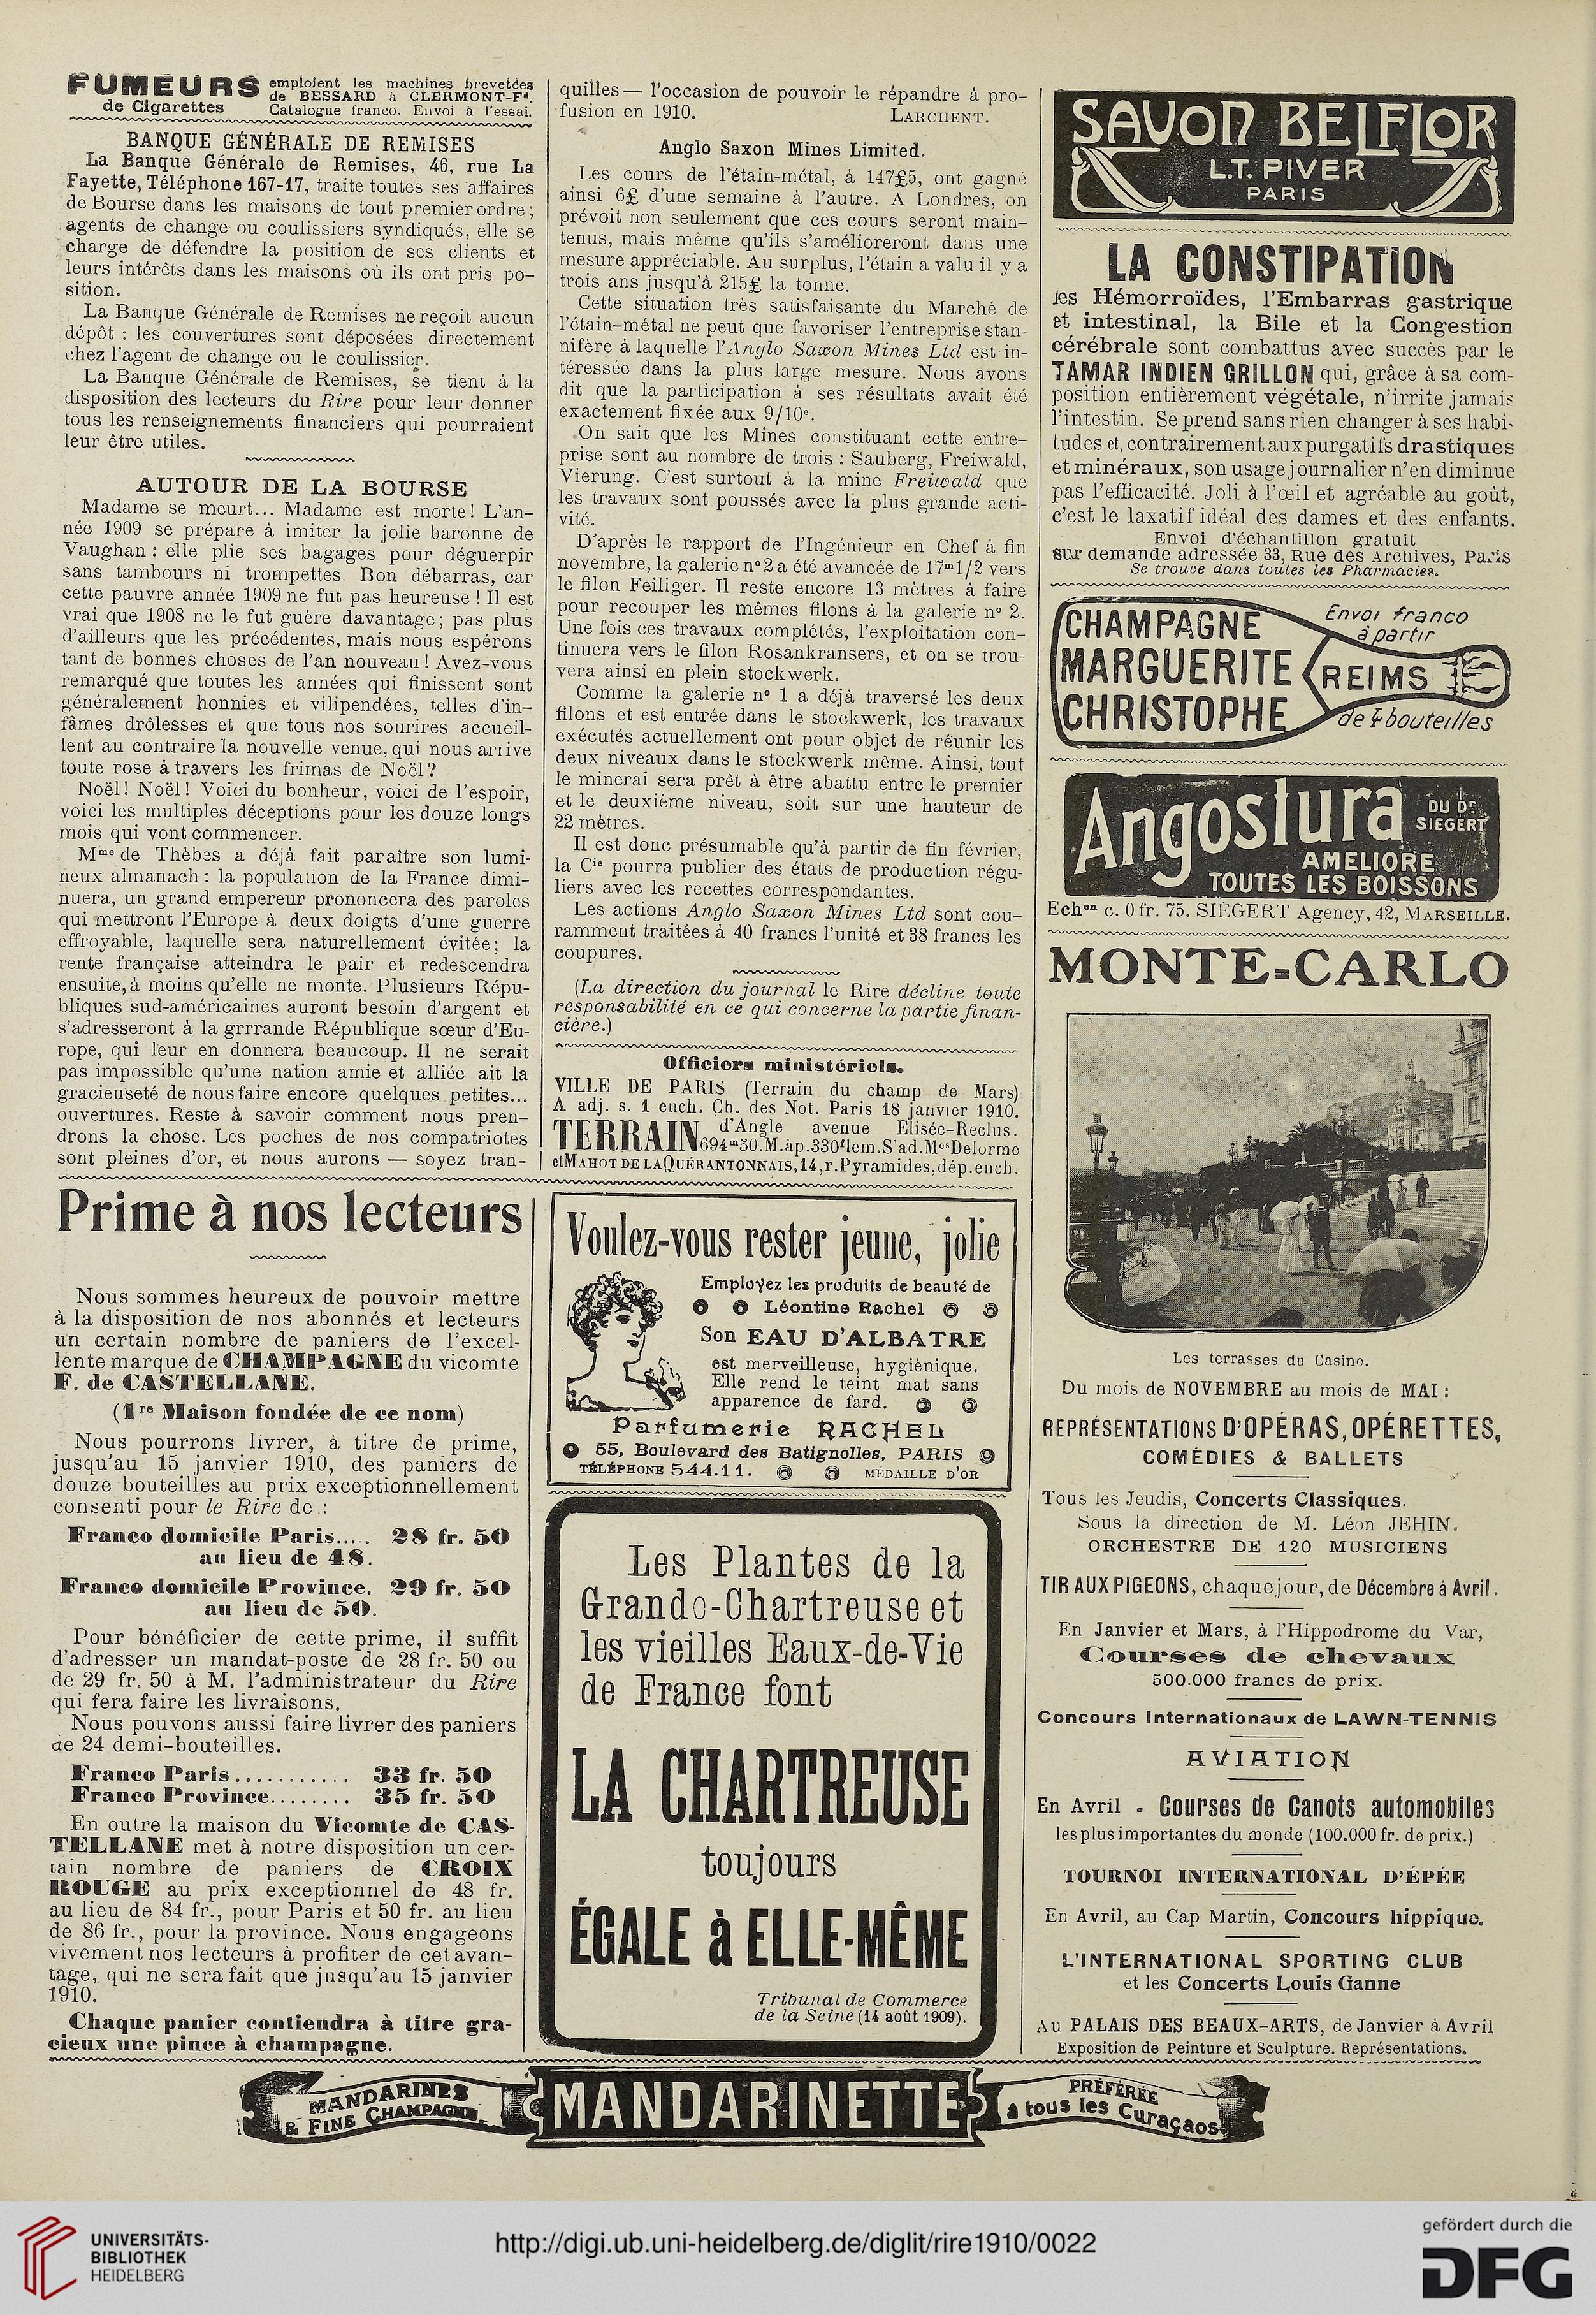 FUMEURS
de Cigarettes
emploient les machines brevetées
de BESSARD à CLERMONT-Fd.
Catalogue franco. Envoi à l'essai.
BANQUE GÉNÉRALE DE REMISES
La Banque Générale de Remises, 46, rue La
Fayette, Téléphone 167-17, traite toutes ses affaires
de Bourse dans les maisons de tout premier ordre;
agents de change ou coulissiers syndiqués, elle se
charge de défendre la position de ses clients et
leurs intérêts dans les maisons où ils ont pris po-
sition.
La Banque Générale de Remises ne reçoit aucun
dépôt : les couvertures sont déposées directement
chez l'agent de change ou le coulissier.
La Banque Générale de Remises, se tient à la
disposition des lecteurs du Rire pour leur donner
tous les renseignements financiers qui pourraient
leur être utiles.
AUTOUR DE LA BOURSE
Madame se meurt... Madame est morte! L'an-
née 1909 se prépare à imiter la jolie baronne de
Vaughan : elle plie ses bagages pour déguerpir
sans tambours ni trompettes. Bon débarras, car
cette pauvre année 1909 ne fut pas heureuse ! Il est
vrai que 1908 ne le fut guère davantage; pas plus
d'ailleurs que les précédentes, mais nous espérons
tant de bonnes choses de l'an nouveau! Avez-vous
remarqué que toutes les années qui finissent sont
généralement honnies et vilipendées, telles d'in-
fâmes drôlesses et que tous nos sourires accueil-
lent au contraire la nouvelle venue, qui nous arrive
toute rose à travers les frimas de Noël?
Noël! Noël! Voici du bonheur, voici de l'espoir,
voici les multiples déceptions pour les douze longs
mois qui vont commencer.
Mme de Thèbes a déjà fait paraître son lumi-
neux almanach : la population de la France dimi-
nuera, un grand empereur prononcera des paroles
qui mettront l'Europe à deux doigts d'une guerre
effroyable, laquelle sera naturellement évitée; la
rente française atteindra le pair et redescendra
ensuite, à moins qu'elle ne monte. Plusieurs Répu-
bliques sud-américaines auront besoin d'argent et
s'adresseront à la grrrande République sœur d'Eu-
rope, qui leur en donnera beaucoup. Il ne serait
pas impossible qu'une nation amie et alliée ait la
gracieuseté de nous faire encore quelques petites...
ouvertures. Reste à savoir comment nous pren-
drons la chose. Les poches de nos compatriotes
sont pleines d'or, et nous aurons — soyez tran-
quilles — l'occasion de pouvoir le répandre à pro-
fusion en 1910. LARCHENT.
Anglo Saxon Mines Limited.
Les cours de l'étain-métal, à 147£5, ont gagné
ainsi 6£ d'une semaine à l'autre. A Londres, on
prévoit non seulement que ces cours seront main-
tenus, mais même qu'ils s'amélioreront dans une
mesure appréciable. Au surplus, l'étain a valu il y a
trois ans jusqu'à 215£ la tonne.
Cette situation très satisfaisante du Marché de
l'étain-métal ne peut que favoriser l'entreprise stan-
nifère à laquelle l'Anglo Saxon Mines Ltd est in-
téressée dans la plus large mesure. Nous avons
dit que la participation à ses résultats avait été
exactement fixée aux 9/10e.
On sait que les Mines constituant cette entre-
prise sont au nombre de trois : Sauberg, Freiwald,
Vierung. C'est surtout à la mine Freiwald que
les travaux sont poussés avec la plus grande acti-
vité.
D'après le rapport de l'Ingénieur en Chef à fin
novembre, la galerie n° 2 a été avancée de 17m1/2 vers
le filon Feiliger. Il reste encore 13 mètres à faire
pour recouper les mêmes filons à la galerie n° 2.
Une fois ces travaux complétés, l'exploitation con-
tinuera vers le filon Rosankransers, et on se trou-
vera ainsi en plein stockwerk.
Comme la galerie n° 1 a déjà traversé les deux
filons et est entrée dans le stockwerk, les travaux
exécutés actuellement ont pour objet de réunir les
deux niveaux dans le stockwerk même. Ainsi, tout
le minerai sera prêt à être abattu entre le premier
et le deuxième niveau, soit sur une hauteur de
22 mètres.
Il est donc présumable qu'à partir de fin février,
la Cie pourra publier des états de production régu-
liers avec les recettes correspondantes.
Les actions Anglo Saxon Mines Ltd sont cou-
ramment traitées à 40 francs l'unité et 38 francs les
coupures.
(La direction du journal le Rire décline toute
responsabilité en ce qui concerne la partie finan-
cière.)
Officiers ministériels.
VILLE DE PARIS (Terrain du champ de Mars)
A adj. s. 1 ench. Ch. des Not. Paris 18 janvier 1910.
TERRAIN d'Angle avenue Elisée-Reclus.
694m50.M.àp.330f lem.S'ad.Mes Delorme
et MAHOT DE LA QUÉRANTONNAIS, 14, r. Pyramides, dép. ench.
Prime à nos lecteurs
Nous sommes heureux de pouvoir mettre
à la disposition de nos abonnés et lecteurs
un certain nombre de paniers de l'excel-
lente marque de CHAMPAGNE du vicomte
F. de CASTELLANE.
(1re Maison fondée de ce nom)
Nous pourrons livrer, à titre de prime,
jusqu'au 15 janvier 1910, des paniers de
douze bouteilles au prix exceptionnellement
consenti pour le Rire de :
Franco domicile Paris..... 28 fr. 50
au lieu de 48.
Franco domicile Province. 29 fr. 50
au lieu de 50.
Pour bénéficier de cette prime, il suffit
d'adresser un mandat-poste de 28 fr. 50 ou
de 29 fr. 50 à M. l'administrateur du Rire
qui fera faire les livraisons.
Nous pouvons aussi faire livrer des paniers
de 24 demi-bouteilles.
Franco Paris............ 33 fr. 50
Franco Province........ 35 fr. 50
En outre la maison du Vicomte de CAS-
TELLANE met à notre disposition un cer-
tain nombre de paniers de CROIX
ROUGE au prix exceptionnel de 48 fr.
au lieu de 84 fr., pour Paris et 50 fr. au lieu
de 86 fr., pour la province. Nous engageons
vivement nos lecteurs à profiter de cet avan-
tage, qui ne sera fait que jusqu'au 15 janvier
1910.
Chaque panier contiendra à titre gra-
cieux une pince à champagne.
Voulez-vous rester jeune, jolie
Employez les produits de beauté de
Léontine Rachel
Son EAU D'ALBATRE
est merveilleuse, hygiénique.
Elle rend le teint mat sans
apparence de fard.
Parfumerie RACHEL
55, Boulevard des Batignolles, PARIS
TÉLÉPHONE 544.11. MÉDAILLE D'OR
Les Plantes de la
Grande-Chartreuse et
les vieilles Eaux-de-Vie
de France font
LA CHARTREUSE
toujours
ÉGALE à ELLE-MÊME
Tribunal de Commerce
de la Seine (14 août 1909).
SAVON BELFLOR
L.T. PIVER
PARIS
LA CONSTIPATION
les Hémorroïdes, l'Embarras gastrique
et intestinal, la Bile et la Congestion
cérébrale sont combattus avec succès par le
TAMAR INDIEN GRILLON qui, grâce à sa com-
position entièrement végétale, n'irrite jamais
l'intestin. Se prend sans rien changer à ses habi-
tudes et, contrairement aux purgatifs drastiques
et minéraux, son usage journalier n'en diminue
pas l'efficacité. Joli à l'œil et agréable au goût,
c'est le laxatif idéal des dames et des enfants.
Envoi d'échantillon gratuit
sur demande adressée 33, Rue des Archives, Paris
Se trouve dans toutes les Pharmacies.
CHAMPAGNE
MARGUERITE
CHRISTOPHE
REIMS
Envoi franco
à partir
de 4 bouteilles
Angostura
DU DR
SIEGERT
AMELIORE
TOUTES LES BOISSONS
Echon c. 0 fr. 75. SIEGERT Agency, 42, MARSEILLE.
MONTE=CARLO
Les terrasses du Casino.
Du mois de NOVEMBRE au mois de MAI :
REPRÉSENTATIONS D'OPÉRAS, OPÉRETTES,
COMÉDIES & BALLETS
Tous les Jeudis, Concerts Classiques.
Sous la direction de M. Léon JEHIN.
ORCHESTRE DE 120 MUSICIENS
TIR AUX PIGEONS, chaque jour, de Décembre à Avril.
En Janvier et Mars, à l'Hippodrome du Var,
Courses de chevaux
500.000 francs de prix.
Concours Internationaux de LAWN-TENNIS
AVIATION
En Avril - Courses de Canots automobiles
les plus importantes du monde (100.000 fr. de prix.)
TOURNOI INTERNATIONAL D'ÉPÉE
En Avril, au Cap Martin, Concours hippique.
L'INTERNATIONAL SPORTING CLUB
et les Concerts Louis Ganne
Au PALAIS DES BEAUX-ARTS, de Janvier à Avril
Exposition de Peinture et Sculpture. Représentations.
MANDARINES
& FINE CHAMPAGNE
MANDARINETTE
PRÉFÉRÉE
à tous les Curaçaos
UNIVERSITÄTS-
BIBLIOTHEK
HEIDELBERG
http://digi.ub.uni-heidelberg.de/diglit/rire1910/0022
gefördert durch die
DFG